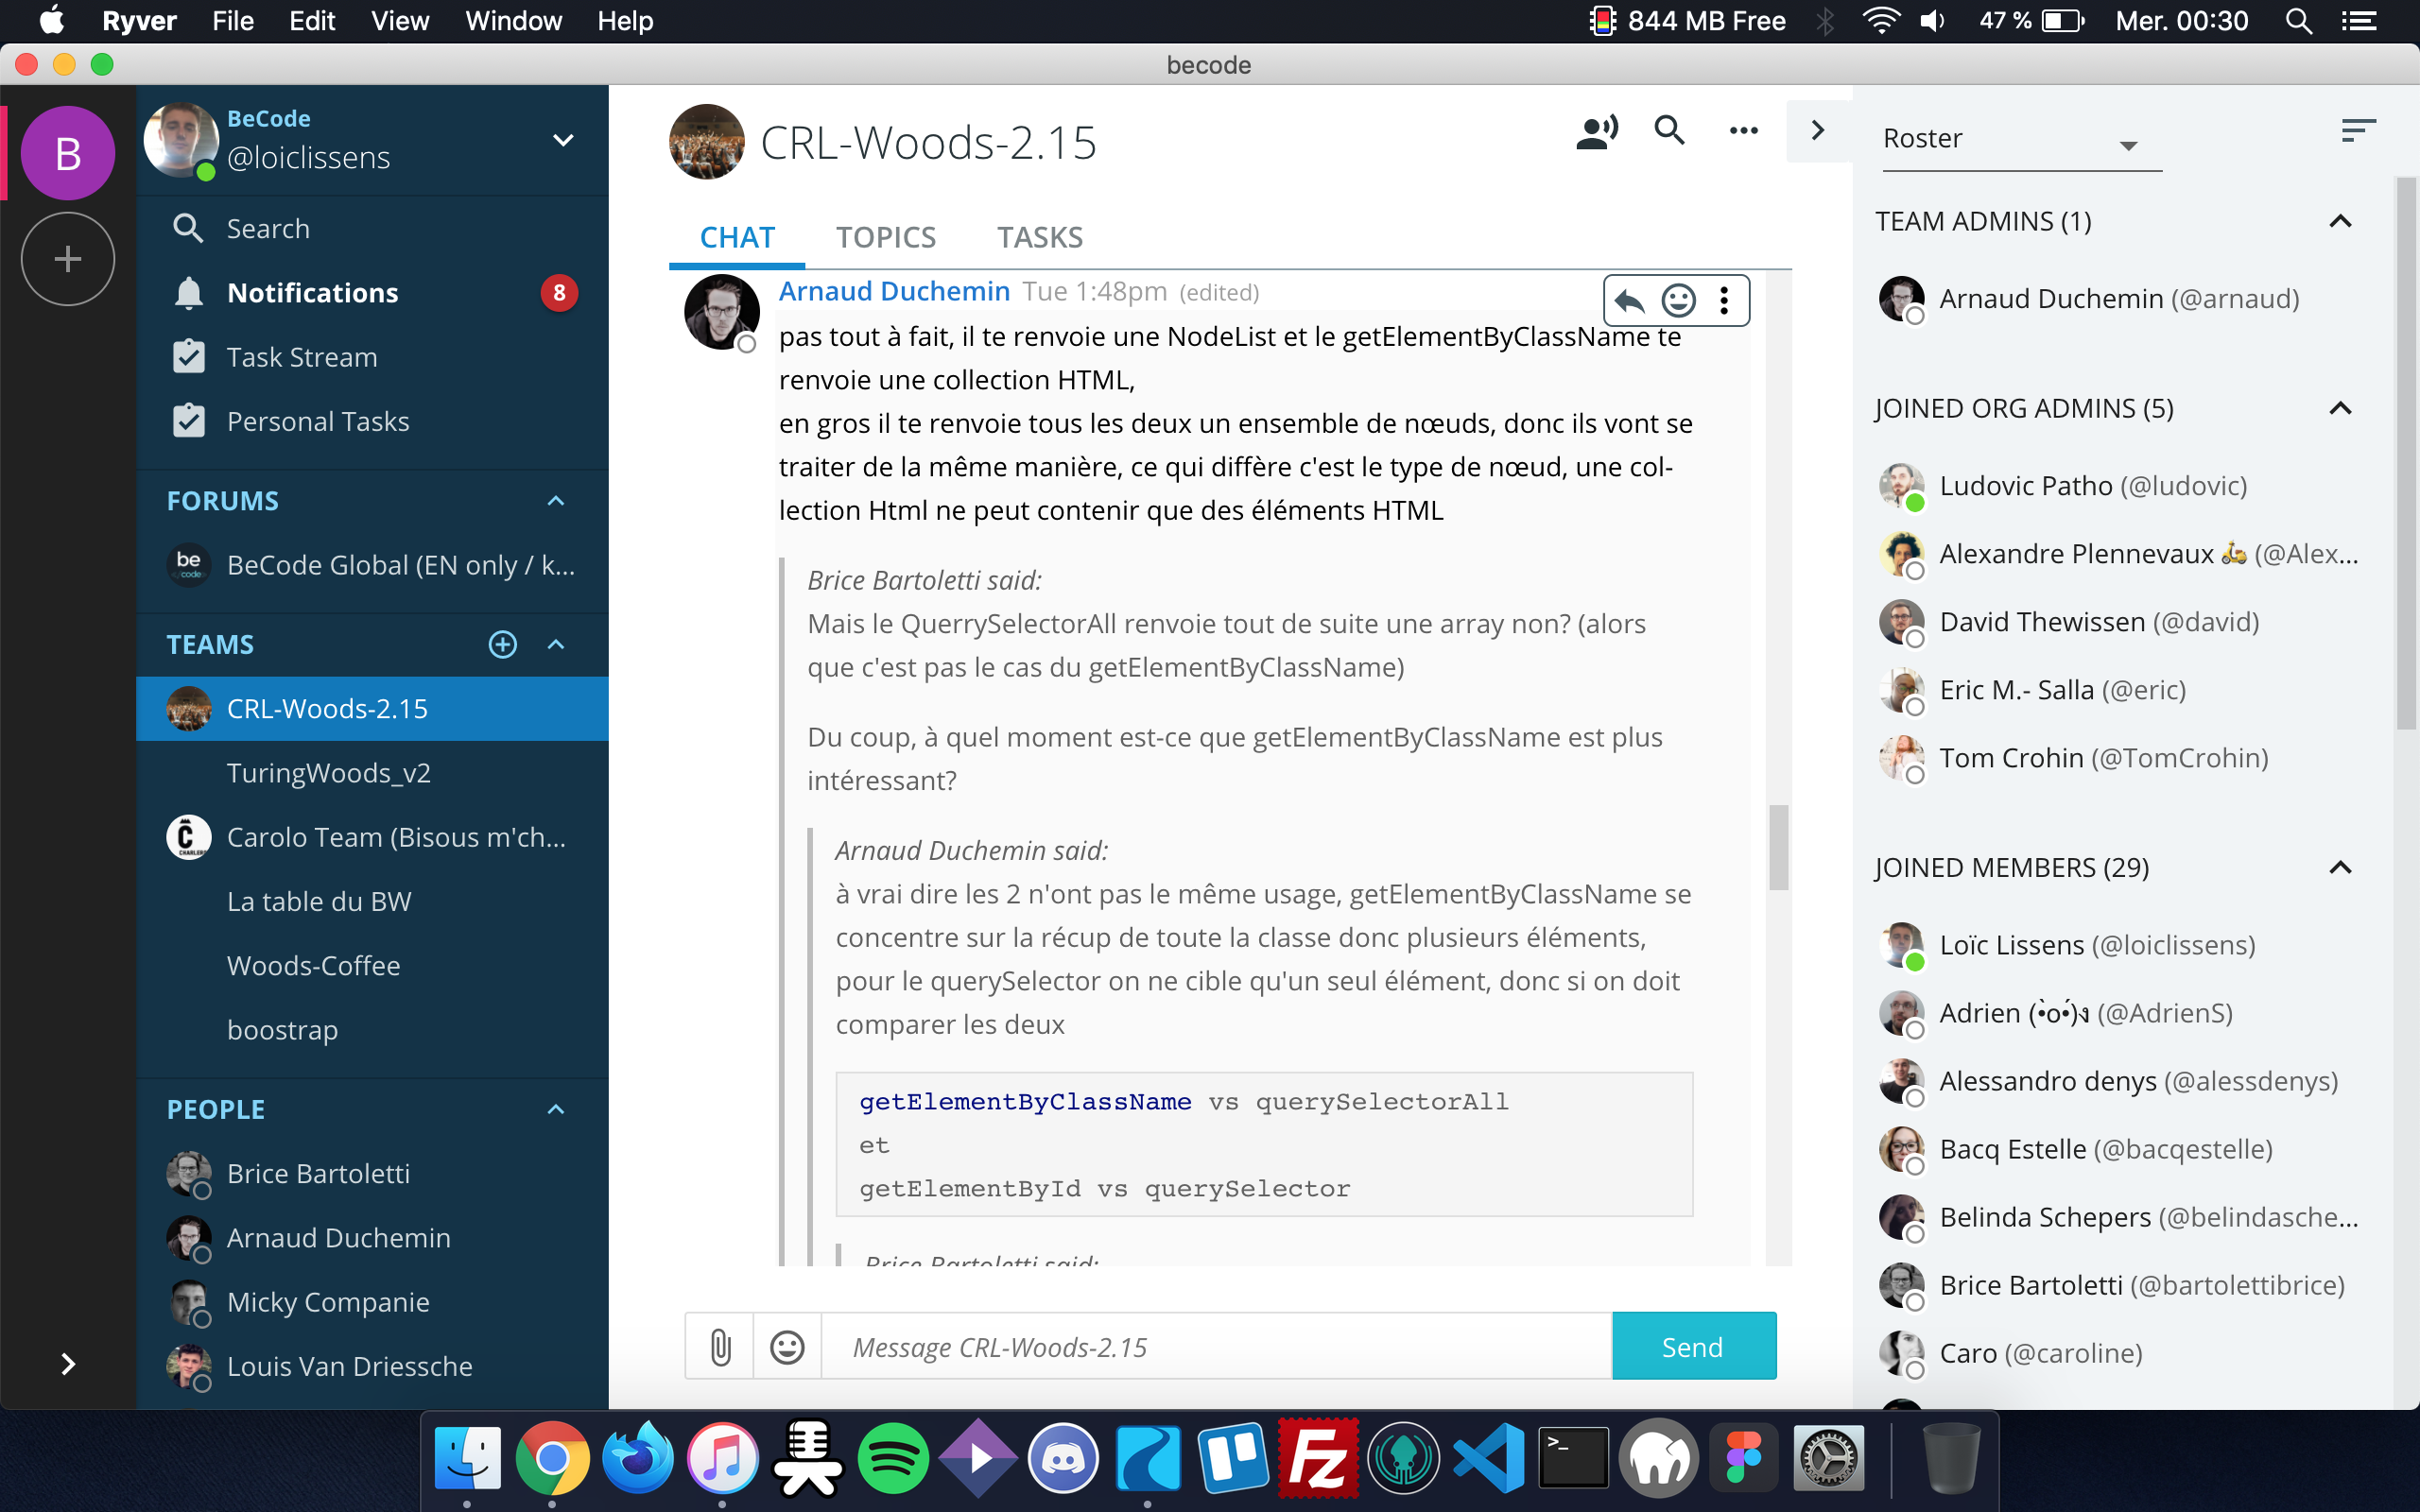 Ryver File Edit View Window Help
844 MB Free 47 % Mer. 00:30
becode
B
BeCode
@loiclissens
Search
Notifications 8
Task Stream
Personal Tasks
FORUMS
be
code
BeCode Global (EN only / k...
TEAMS
CRL-Woods-2.15
TuringWoods_v2
Carolo Team (Bisous m'ch...
La table du BW
Woods-Coffee
boostrap
PEOPLE
Brice Bartoletti
Arnaud Duchemin
Micky Companie
Louis Van Driessche
CRL-Woods-2.15
CHAT TOPICS TASKS
Arnaud Duchemin Tue 1:48pm (edited)
pas tout à fait, il te renvoie une NodeList et le getElementByClassName te
renvoie une collection HTML,
en gros il te renvoie tous les deux un ensemble de nœuds, donc ils vont se
traiter de la même manière, ce qui diffère c'est le type de nœud, une col-
lection Html ne peut contenir que des éléments HTML
Brice Bartoletti said:
Mais le QuerrySelectorAll renvoie tout de suite une array non? (alors
que c'est pas le cas du getElementByClassName)
Du coup, à quel moment est-ce que getElementByClassName est plus
intéressant?
Arnaud Duchemin said:
à vrai dire les 2 n'ont pas le même usage, getElementByClassName se
concentre sur la récup de toute la classe donc plusieurs éléments,
pour le querySelector on ne cible qu'un seul élément, donc si on doit
comparer les deux
getElementByClassName vs querySelectorAll
et
getElementById vs querySelector
Brice Bartoletti said:
Message CRL-Woods-2.15
Send
Roster
TEAM ADMINS (1)
Arnaud Duchemin (@arnaud)
JOINED ORG ADMINS (5)
Ludovic Patho (@ludovic)
Alexandre Plennevaux 🛵 (@Alex...
David Thewissen (@david)
Eric M.- Salla (@eric)
Tom Crohin (@TomCrohin)
JOINED MEMBERS (29)
Loïc Lissens (@loiclissens)
Adrien (•̀o•́)ง (@AdrienS)
Alessandro denys (@alessdenys)
Bacq Estelle (@bacqestelle)
Belinda Schepers (@belindasche...
Brice Bartoletti (@bartolettibrice)
Caro (@caroline)
Fz
>_